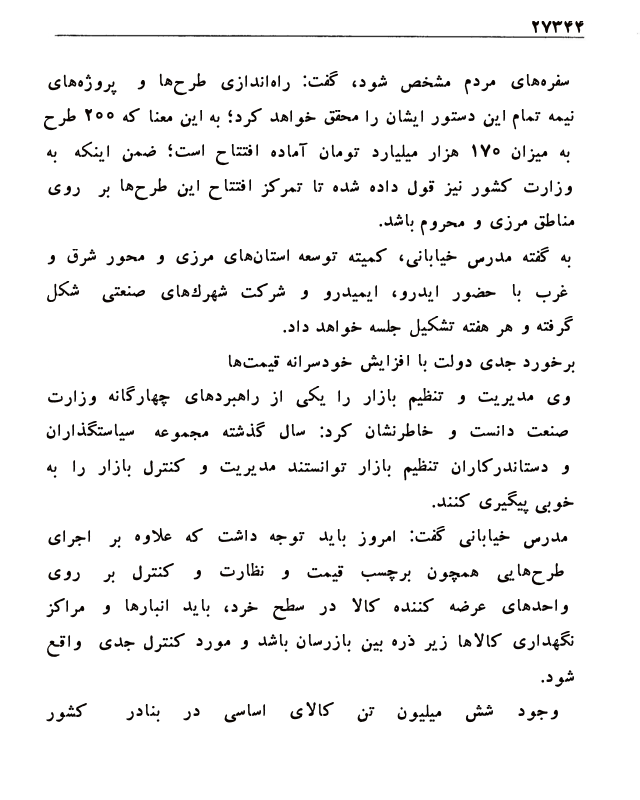 ۲۷۳۴۴
سفره‌های مردم مشخص شود، گفت: راه‌اندازی طرح‌ها و پروژه‌های
نیمه تمام این دستور ایشان را محقق خواهد کرد؛ به این معنا که ۲۰۰ طرح
به میزان ۱۷۰ هزار میلیارد تومان آماده افتتاح است؛ ضمن اینکه به
وزارت کشور نیز قول داده شده تا تمرکز افتتاح این طرح‌ها بر روی
مناطق مرزی و محروم باشد.
به گفته مدرس خیابانی، کمیته توسعه استان‌های مرزی و محور شرق و
غرب با حضور ایدرو، ایمیدرو و شرکت شهرك‌های صنعتی شکل
گرفته و هر هفته تشکیل جلسه خواهد داد.
برخورد جدی دولت با افزایش خودسرانه قیمت‌ها
وی مدیریت و تنظیم بازار را یکی از راهبردهای چهارگانه وزارت
صنعت دانست و خاطرنشان کرد: سال گذشته مجموعه سیاستگذاران
و دستاندرکاران تنظیم بازار توانستند مدیریت و کنترل بازار را به
خوبی پیگیری کنند.
مدرس خیابانی گفت: امروز باید توجه داشت که علاوه بر اجرای
طرح‌هایی همچون برچسب قیمت و نظارت و کنترل بر روی
واحدهای عرضه کننده کالا در سطح خرد، باید انبارها و مراکز
نگهداری کالاها زیر ذره بین بازرسان باشد و مورد کنترل جدی واقع
شود.
وجود شش میلیون تن کالای اساسی در بنادر کشور